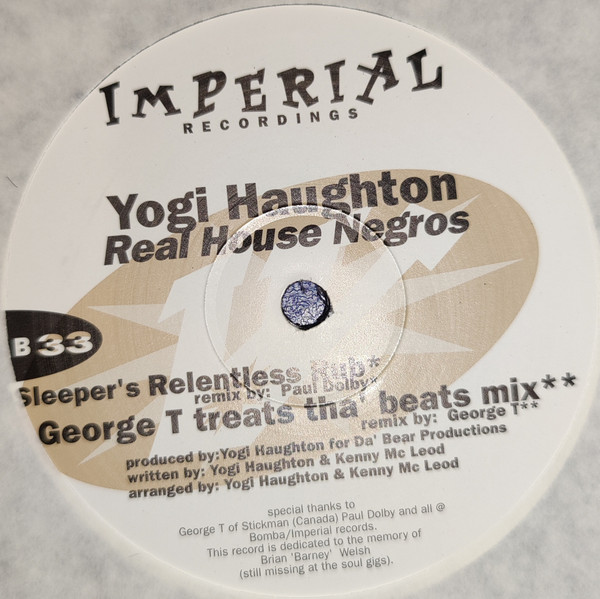 IMPERIAL
RECORDINGS
Yogi Haughton
Real House Negros
B 33
Sleeper's Relentless Rub*
remix by: Paul Dolby*
George T treats tha' beats mix**
remix by: George T**
produced by:Yogi Haughton for Da' Bear Productions
written by: Yogi Haughton & Kenny Mc Leod
arranged by: Yogi Haughton & Kenny Mc Leod
special thanks to
George T of Stickman (Canada) Paul Dolby and all @
Bomba/Imperial records.
This record is dedicated to the memory of
Brian 'Barney' Welsh
(still missing at the soul gigs).